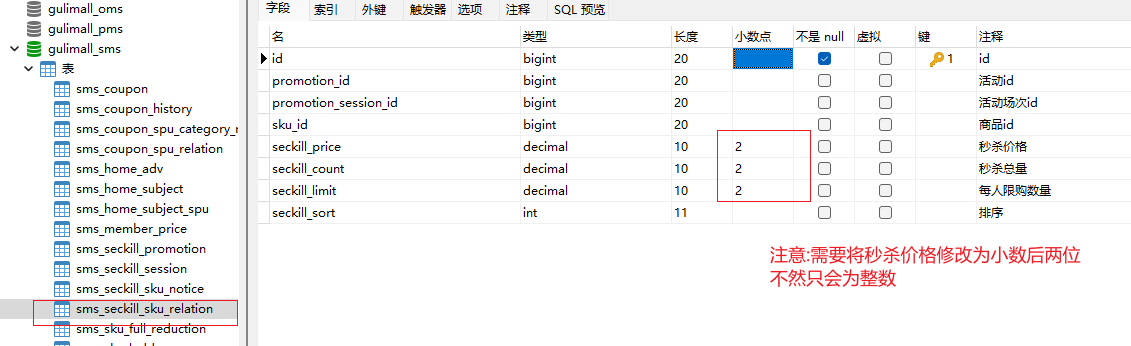 gulimall_oms
gulimall_pms
gulimall_sms
表
sms_coupon
sms_coupon_history
sms_coupon_spu_category_r
sms_coupon_spu_relation
sms_home_adv
sms_home_subject
sms_home_subject_spu
sms_member_price
sms_seckill_promotion
sms_seckill_session
sms_seckill_sku_notice
sms_seckill_sku_relation
sms_sku_full_reduction
字段 索引 外键 触发器 选项 注释 SQL 预览
名 类型 长度 小数点 不是 null 虚拟 键 注释
id bigint 20 1 id
promotion_id bigint 20 活动id
promotion_session_id bigint 20 活动场次id
sku_id bigint 20 商品id
seckill_price decimal 10 2 秒杀价格
seckill_count decimal 10 2 秒杀总量
seckill_limit decimal 10 2 每人限购数量
seckill_sort int 11 排序
注意:需要将秒杀价格修改为小数后两位
不然只会为整数